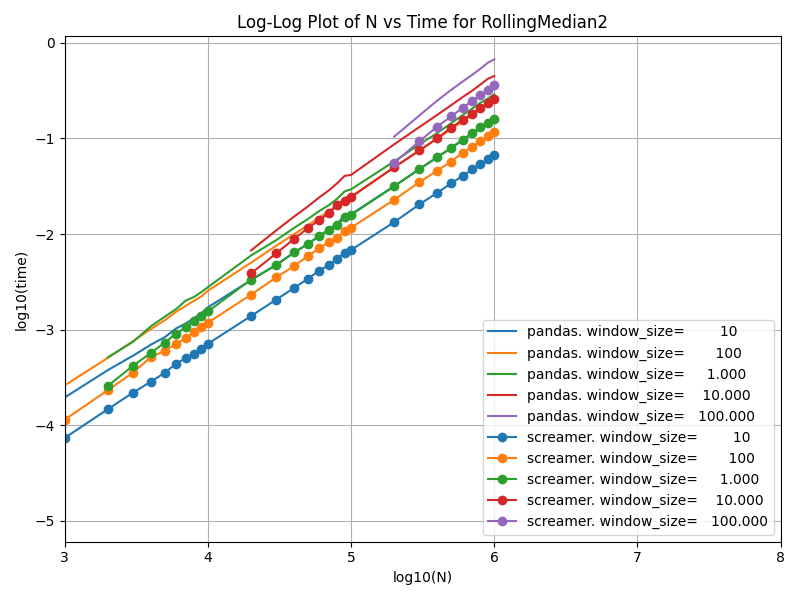 Log-Log Plot of N vs Time for RollingMedian2
log10(time)
0
−1
−2
−3
−4
−5
3
4
5
6
7
8
log10(N)
pandas. window_size= 10
pandas. window_size= 100
pandas. window_size= 1.000
pandas. window_size= 10.000
pandas. window_size= 100.000
screamer. window_size= 10
screamer. window_size= 100
screamer. window_size= 1.000
screamer. window_size= 10.000
screamer. window_size= 100.000